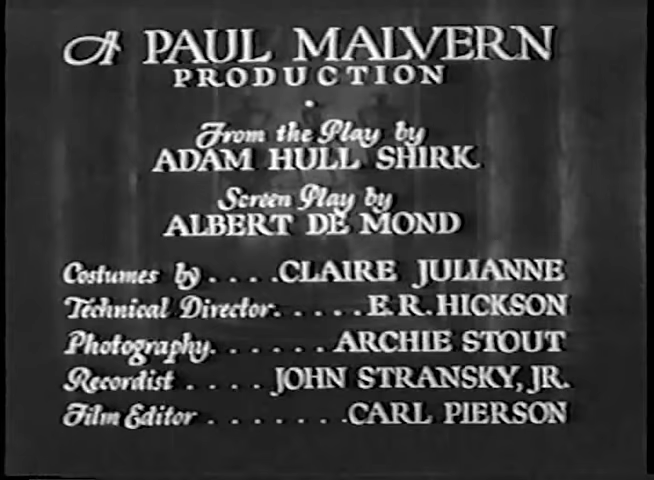 A PAUL MALVERN
PRODUCTION
From the Play by
ADAM HULL SHIRK
Screen Play by
ALBERT DE MOND
Costumes by....CLAIRE JULIANNE
Technical Director......E.R. HICKSON
Photography.......ARCHIE STOUT
Recordist ....JOHN STRANSKY, JR.
Film Editor .......CARL PIERSON